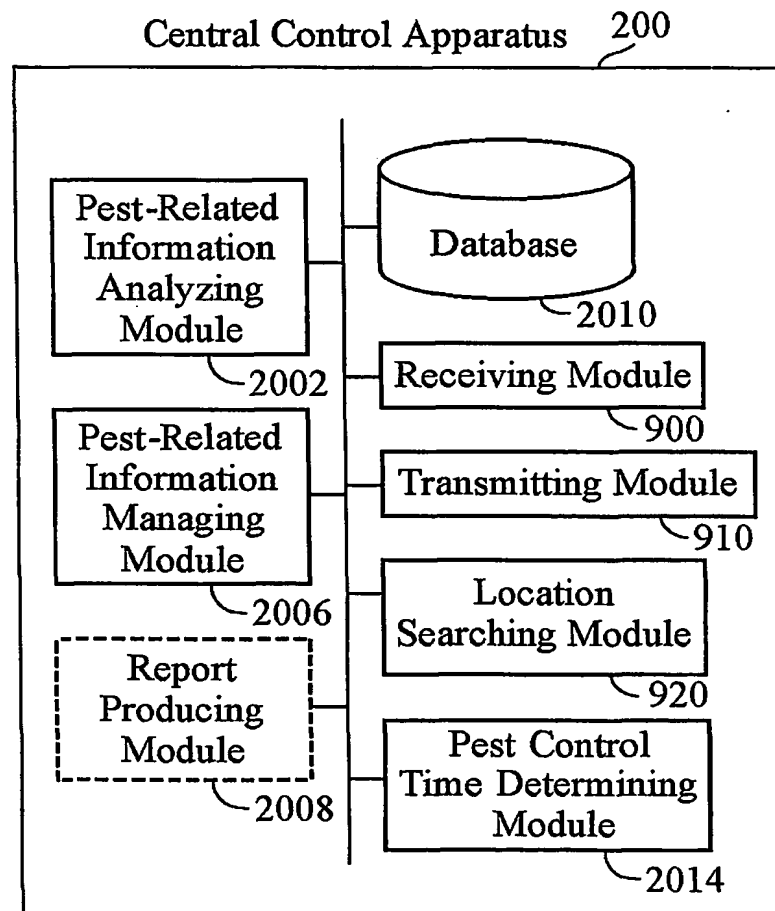 Central Control Apparatus
200
Pest-Related
Information
Analyzing
Module
2002
Pest-Related
Information
Managing
Module
2006
Report
Producing
Module
2008
Database
2010
Receiving Module
900
Transmitting Module
910
Location
Searching Module
920
Pest Control
Time Determining
Module
2014